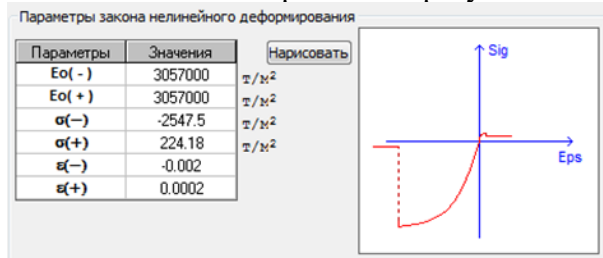 Параметры закона нелинейного деформирования
Параметры Значения Нарисовать
Eo( - ) 3057000 т/м²
Eo( + ) 3057000 т/м²
σ(−) -2547.5 т/м²
σ(+) 224.18 т/м²
ε(−) -0.002
ε(+) 0.0002
Sig
Eps